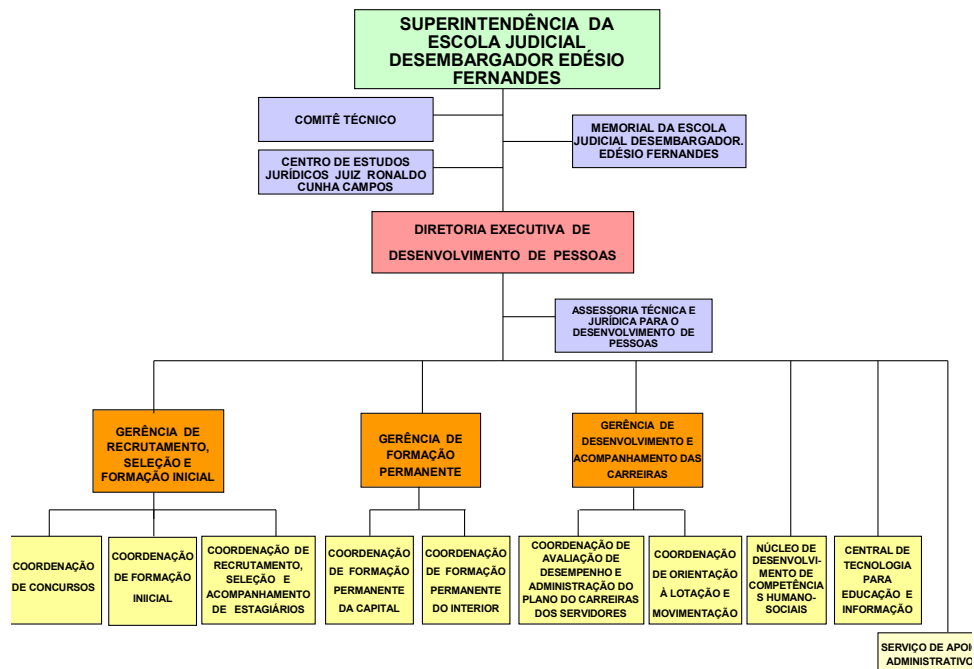 SUPERINTENDÊNCIA DA
ESCOLA JUDICIAL
DESEMBARGADOR EDÉSIO
FERNANDES
COMITÊ TÉCNICO
MEMORIAL DA ESCOLA
JUDICIAL DESEMBARGADOR.
EDÉSIO FERNANDES
CENTRO DE ESTUDOS
JURÍDICOS JUIZ RONALDO
CUNHA CAMPOS
DIRETORIA EXECUTIVA DE
DESENVOLVIMENTO DE PESSOAS
ASSESSORIA TÉCNICA E
JURÍDICA PARA O
DESENVOLVIMENTO DE
PESSOAS
GERÊNCIA DE
RECRUTAMENTO,
SELEÇÃO E
FORMAÇÃO INICIAL
GERÊNCIA DE
FORMAÇÃO
PERMANENTE
GERÊNCIA DE
DESENVOLVIMENTO E
ACOMPANHAMENTO DAS
CARREIRAS
COORDENAÇÃO
DE CONCURSOS
COORDENAÇÃO
DE FORMAÇÃO
INIICIAL
COORDENAÇÃO DE
RECRUTAMENTO,
SELEÇÃO E
ACOMPANHAMENTO
DE ESTAGIÁRIOS
COORDENAÇÃO
DE FORMAÇÃO
PERMANENTE
DA CAPITAL
COORDENAÇÃO
DE FORMAÇÃO
PERMANENTE
DO INTERIOR
COORDENAÇÃO DE
AVALIAÇÃO DE
DESEMPENHO E
ADMINISTRAÇÃO DO
PLANO DO CARREIRAS
DOS SERVIDORES
COORDENAÇÃO
DE ORIENTAÇÃO
À LOTAÇÃO E
MOVIMENTAÇÃO
NÚCLEO DE
DESENVOLVI-
MENTO DE
COMPETÊNCIA
S HUMANO-
SOCIAIS
CENTRAL DE
TECNOLOGIA
PARA
EDUCAÇÃO E
INFORMAÇÃO
SERVIÇO DE APOIO
ADMINISTRATIVO